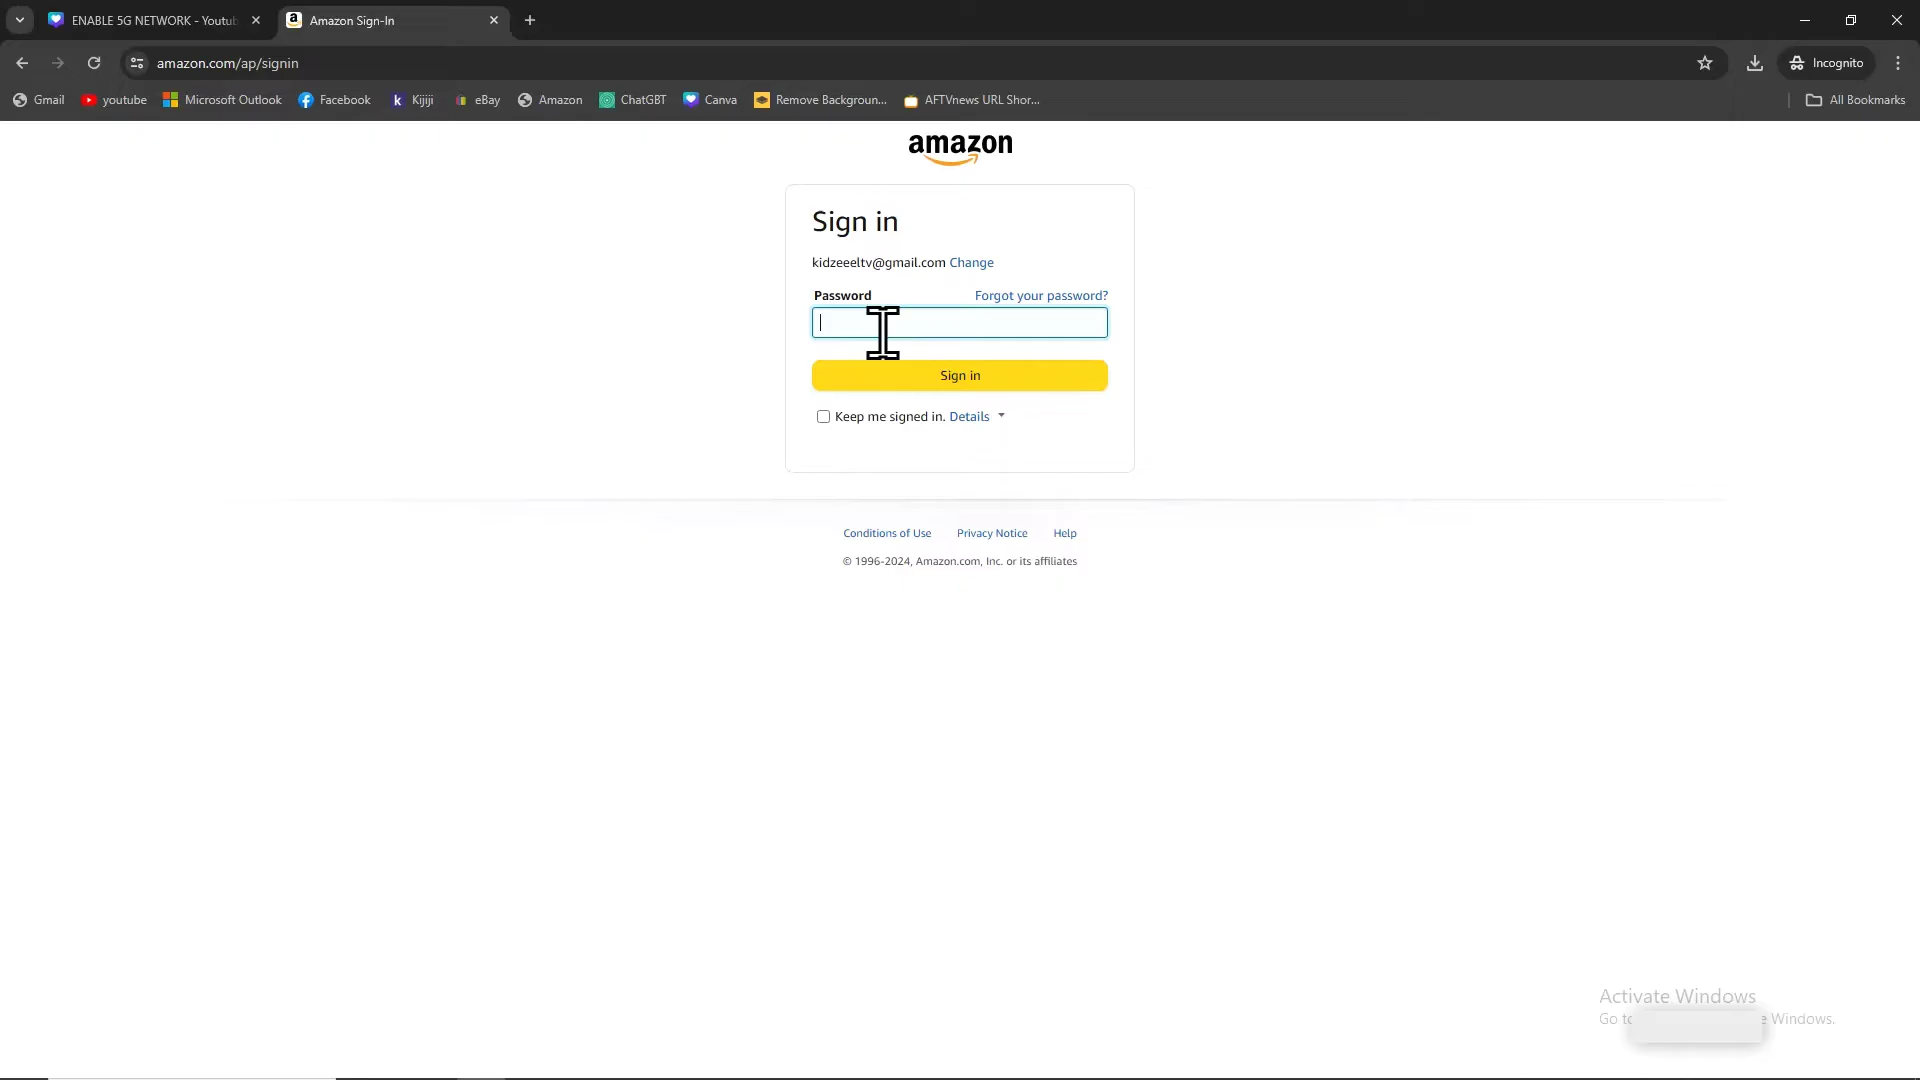 ENABLE 5G NETWORK - Youtub
Amazon Sign-In
amazon.com/ap/signin
Incognito
Gmail
youtube
Microsoft Outlook
Facebook
Kijiji
eBay
Amazon
ChatGBT
Canva
Remove Backgroun...
AFTVnews URL Shor...
All Bookmarks
amazon
Sign in
kidzeeeltv@gmail.com Change
Password
Forgot your password?
Sign in
Keep me signed in. Details
Conditions of Use
Privacy Notice
Help
© 1996-2024, Amazon.com, Inc. or its affiliates
Activate Windows
Go Windows.